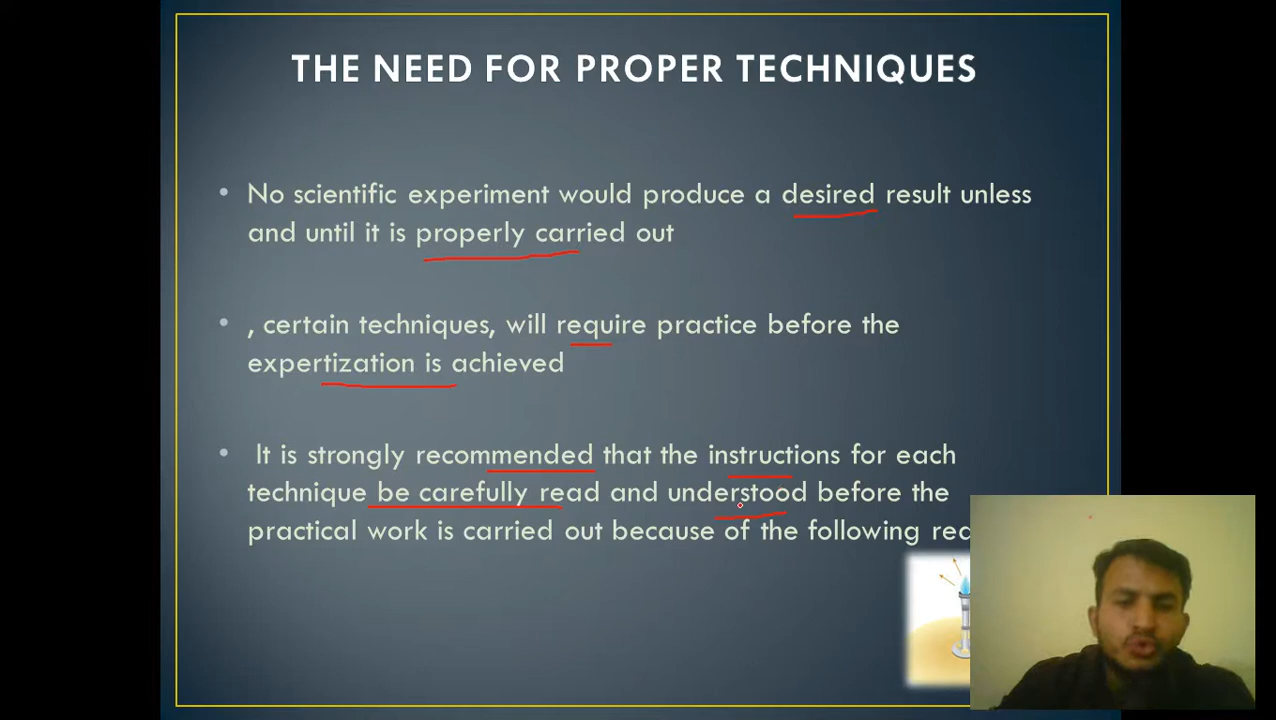 THE NEED FOR PROPER TECHNIQUES
• No scientific experiment would produce a desired result unless
and until it is properly carried out
• , certain techniques, will require practice before the
expertization is achieved
• It is strongly recommended that the instructions for each
technique be carefully read and understood before the
practical work is carried out because of the following